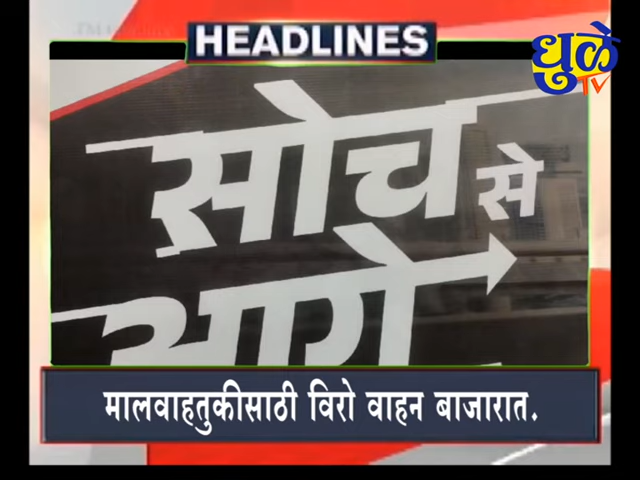 HEADLINES
धुळे
TV
सोच से
आगे
मालवाहतुकीसाठी विरो वाहन बाजारात.